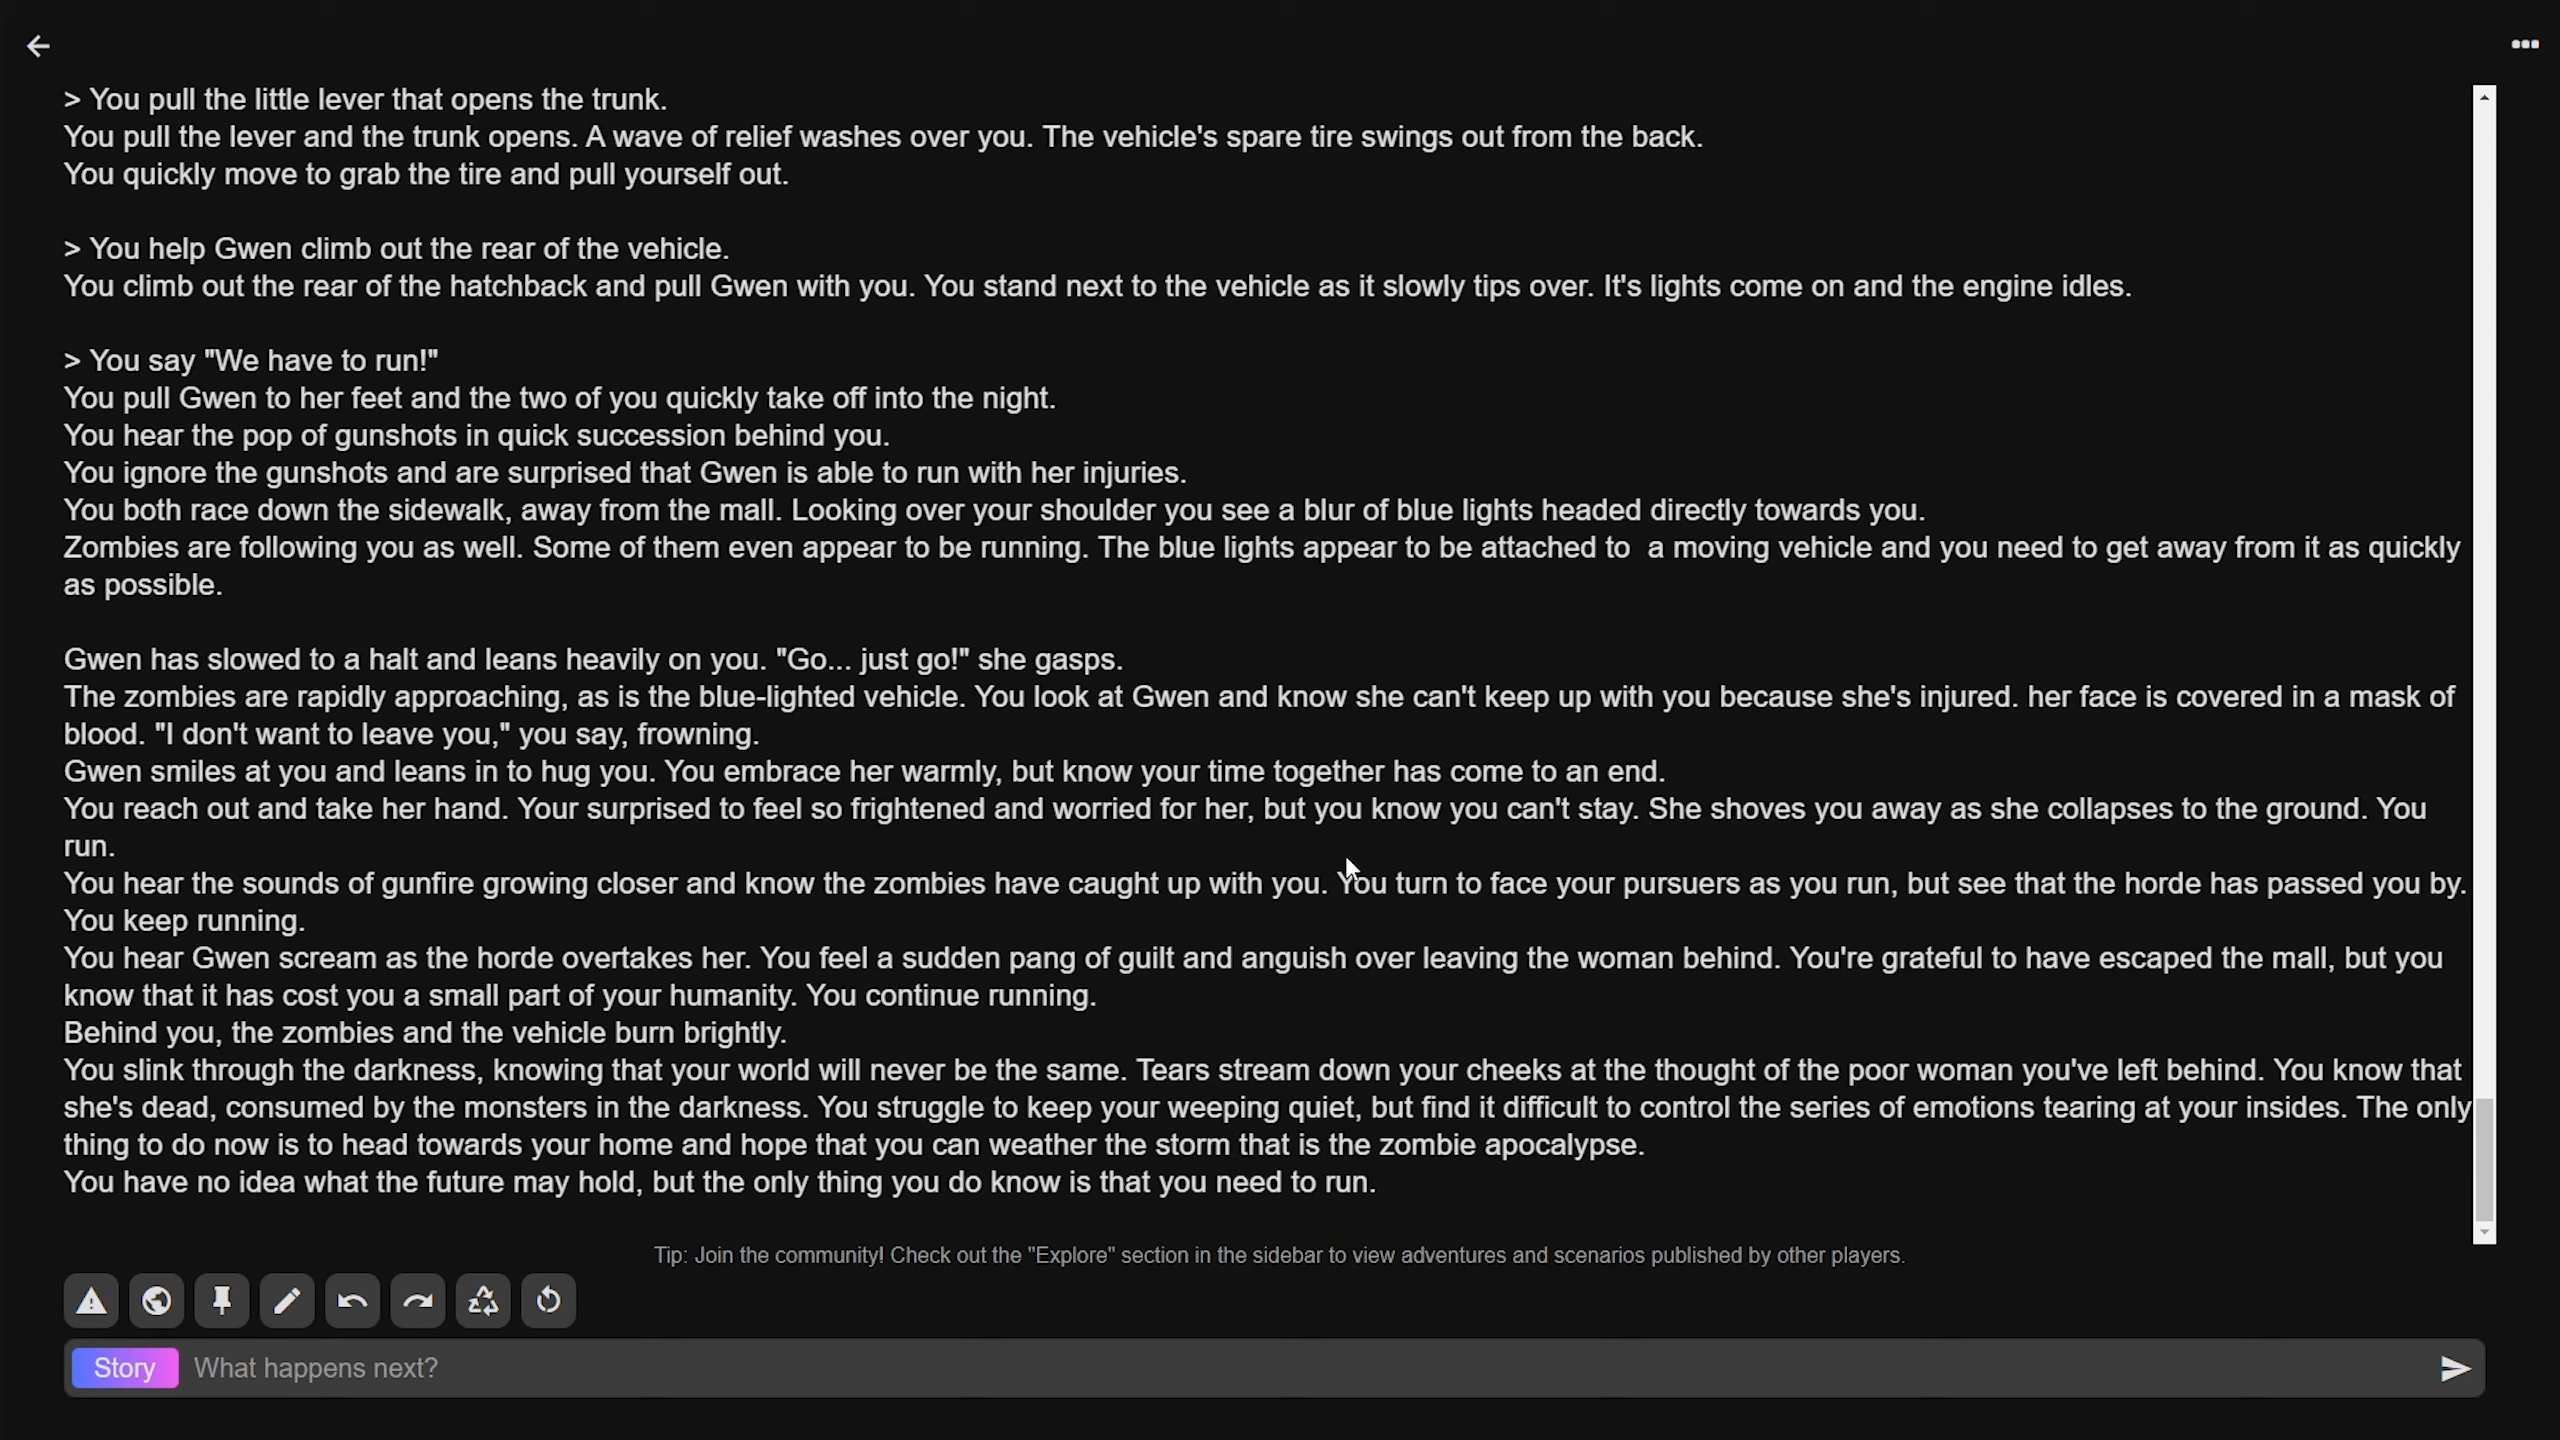 > You pull the little lever that opens the trunk.
You pull the lever and the trunk opens. A wave of relief washes over you. The vehicle's spare tire swings out from the back.
You quickly move to grab the tire and pull yourself out.
> You help Gwen climb out the rear of the vehicle.
You climb out the rear of the hatchback and pull Gwen with you. You stand next to the vehicle as it slowly tips over. It's lights come on and the engine idles.
> You say "We have to run!"
You pull Gwen to her feet and the two of you quickly take off into the night.
You hear the pop of gunshots in quick succession behind you.
You ignore the gunshots and are surprised that Gwen is able to run with her injuries.
You both race down the sidewalk, away from the mall. Looking over your shoulder you see a blur of blue lights headed directly towards you.
Zombies are following you as well. Some of them even appear to be running. The blue lights appear to be attached to  a moving vehicle and you need to get away from it as quickly
as possible.
Gwen has slowed to a halt and leans heavily on you. "Go... just go!" she gasps.
The zombies are rapidly approaching, as is the blue-lighted vehicle. You look at Gwen and know she can't keep up with you because she's injured. her face is covered in a mask of
blood. "I don't want to leave you," you say, frowning.
Gwen smiles at you and leans in to hug you. You embrace her warmly, but know your time together has come to an end.
You reach out and take her hand. Your surprised to feel so frightened and worried for her, but you know you can't stay. She shoves you away as she collapses to the ground. You
run.
You hear the sounds of gunfire growing closer and know the zombies have caught up with you. You turn to face your pursuers as you run, but see that the horde has passed you by.
You keep running.
You hear Gwen scream as the horde overtakes her. You feel a sudden pang of guilt and anguish over leaving the woman behind. You're grateful to have escaped the mall, but you
know that it has cost you a small part of your humanity. You continue running.
Behind you, the zombies and the vehicle burn brightly.
You slink through the darkness, knowing that your world will never be the same. Tears stream down your cheeks at the thought of the poor woman you've left behind. You know that
she's dead, consumed by the monsters in the darkness. You struggle to keep your weeping quiet, but find it difficult to control the series of emotions tearing at your insides. The only
thing to do now is to head towards your home and hope that you can weather the storm that is the zombie apocalypse.
You have no idea what the future may hold, but the only thing you do know is that you need to run.
Tip: Join the community! Check out the "Explore" section in the sidebar to view adventures and scenarios published by other players.
Story What happens next?